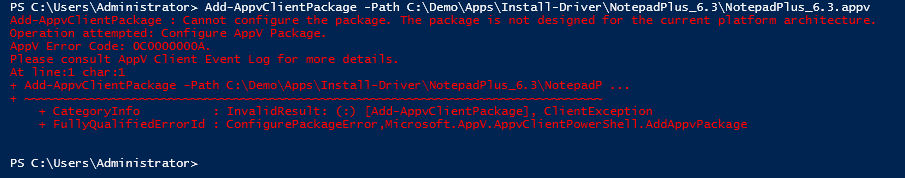 PS C:\Users\Administrator> Add-AppvClientPackage -Path C:\Demo\Apps\Install-Driver\NotepadPlus_6.3\NotepadPlus_6.3.appv
Add-AppvClientPackage : Cannot configure the package. The package is not designed for the current platform architecture.
Operation attempted: Configure AppV Package.
AppV Error Code: 0C0000000A.
Please consult AppV Client Event Log for more details.
At line:1 char:1
+ Add-AppvClientPackage -Path C:\Demo\Apps\Install-Driver\NotepadPlus_6.3\NotepadP ...
+ ~~~~~~~~~~~~~~~~~~~~~~~~~~~~~~~~~~~~~~~~~~~~~~~~~~~~~~~~~~~~~~~~~~~~~~~~~~~~~~~~
    + CategoryInfo          : InvalidResult: (:) [Add-AppvClientPackage], ClientException
    + FullyQualifiedErrorId : ConfigurePackageError,Microsoft.AppV.AppvClientPowerShell.AddAppvPackage
PS C:\Users\Administrator>